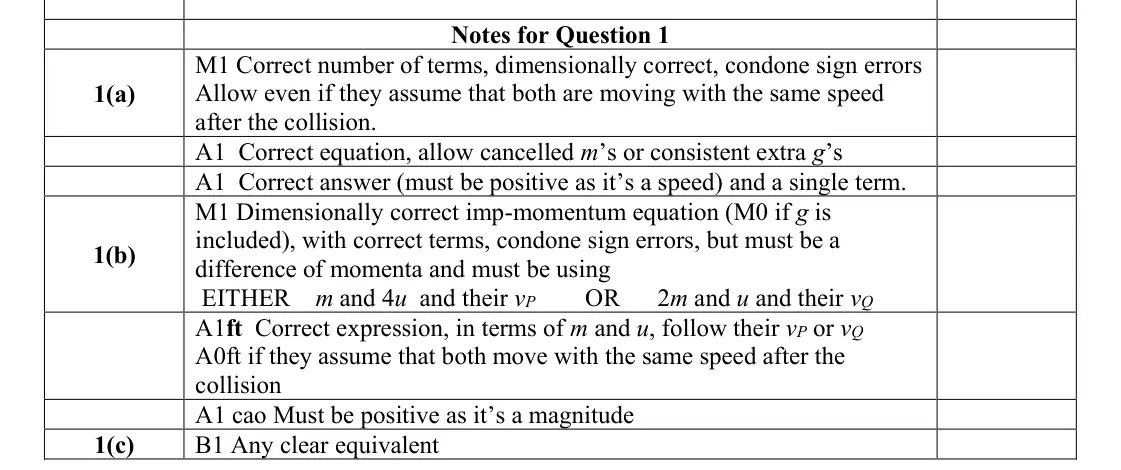 Notes for Question 1
1(a)
M1 Correct number of terms, dimensionally correct, condone sign errors
Allow even if they assume that both are moving with the same speed
after the collision.
A1 Correct equation, allow cancelled m’s or consistent extra g’s
A1 Correct answer (must be positive as it’s a speed) and a single term.
1(b)
M1 Dimensionally correct imp-momentum equation (M0 if g is
included), with correct terms, condone sign errors, but must be a
difference of momenta and must be using
EITHER m and 4u and their vP OR 2m and u and their vQ
A1ft Correct expression, in terms of m and u, follow their vP or vQ
A0ft if they assume that both move with the same speed after the
collision
A1 cao Must be positive as it’s a magnitude
1(c) B1 Any clear equivalent